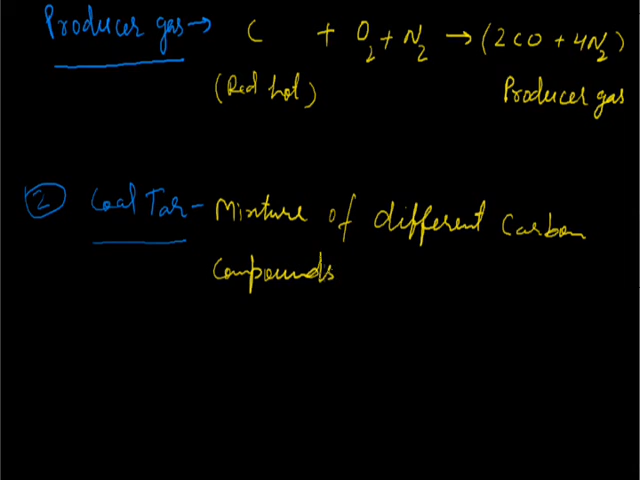 Producer gas → C + O₂ + N₂ → (2CO + 4N₂)
(Red hot) Producer gas
② Coal Tar - Mixture of different Carbon
Compounds